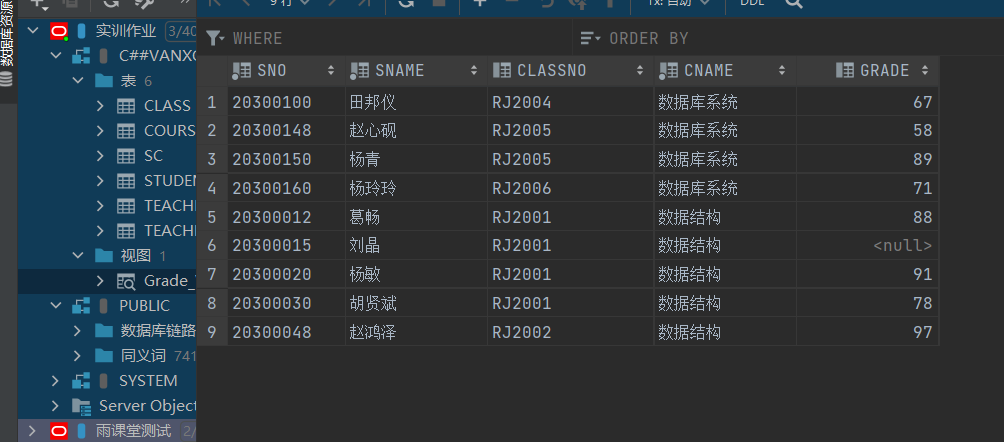 9 行
Tx: 自动
DDL
数据库资源
实训作业 3/40
C##VANXO
表 6
CLASS
COURS
SC
STUDEN
TEACHE
TEACHE
视图 1
Grade_
PUBLIC
数据库链路
同义词 741
SYSTEM
Server Object
雨课堂测试 2/
WHERE ORDER BY
SNO SNAME CLASSNO CNAME GRADE
1 20300100 田邦仪 RJ2004 数据库系统 67
2 20300148 赵心砚 RJ2005 数据库系统 58
3 20300150 杨青 RJ2005 数据库系统 89
4 20300160 杨玲玲 RJ2006 数据库系统 71
5 20300012 葛畅 RJ2001 数据结构 88
6 20300015 刘晶 RJ2001 数据结构 <null>
7 20300020 杨敏 RJ2001 数据结构 91
8 20300030 胡贤斌 RJ2001 数据结构 78
9 20300048 赵鸿泽 RJ2002 数据结构 97